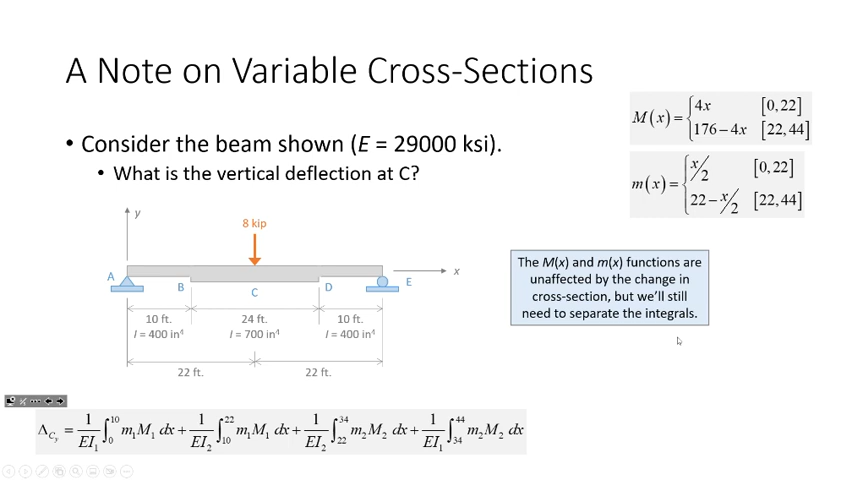 A Note on Variable Cross-Sections
• Consider the beam shown (E = 29000 ksi).
• What is the vertical deflection at C?
M(x) = { 4x [0,22]
176 − 4x [22,44]
m(x) = { x/2 [0,22]
22 − x/2 [22,44]
y
8 kip
x
A
B
C
D
E
10 ft.
24 ft.
10 ft.
I = 400 in⁴
I = 700 in⁴
I = 400 in⁴
22 ft.
22 ft.
The M(x) and m(x) functions are
unaffected by the change in
cross-section, but we’ll still
need to separate the integrals.
Δ_{C_y} = 1/EI₁ ∫₀¹⁰ m₁M₁ dx + 1/EI₂ ∫₁₀²² m₁M₁ dx + 1/EI₂ ∫₂₂³⁴ m₂M₂ dx + 1/EI₁ ∫₃₄⁴⁴ m₂M₂ dx